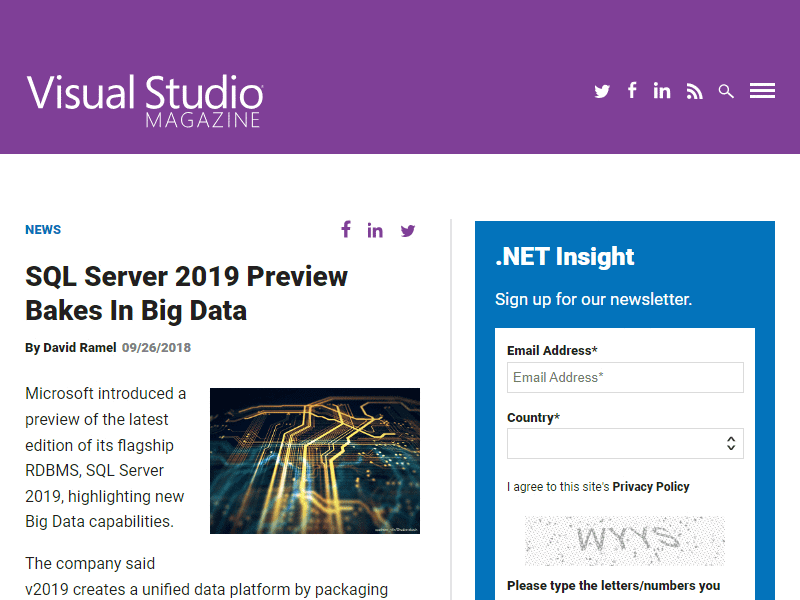 Visual Studio
MAGAZINE
NEWS
SQL Server 2019 Preview
Bakes In Big Data
By David Ramel 09/26/2018
Microsoft introduced a
preview of the latest
edition of its flagship
RDBMS, SQL Server
2019, highlighting new
Big Data capabilities.
The company said
v2019 creates a unified data platform by packaging
.NET Insight
Sign up for our newsletter.
Email Address*
Email Address*
Country*
I agree to this site's Privacy Policy
WYYS
Please type the letters/numbers you